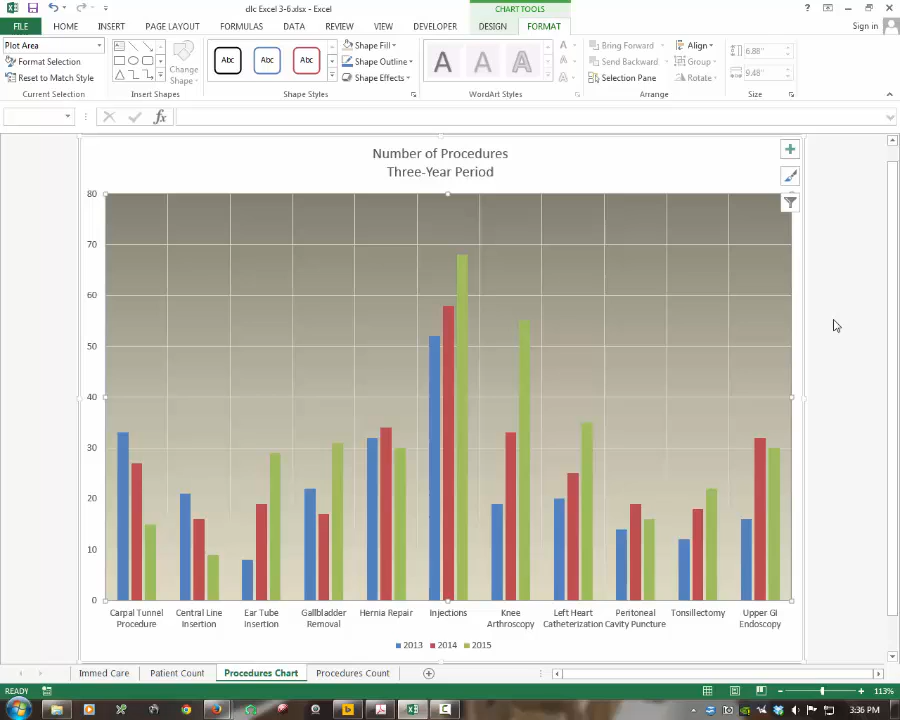 dlc Excel 3-6.xlsx - Excel
CHART TOOLS
FILE HOME INSERT PAGE LAYOUT FORMULAS DATA REVIEW VIEW DEVELOPER DESIGN FORMAT
Sign in
Plot Area
Format Selection
Reset to Match Style
Current Selection
Change
Shape
Insert Shapes
Abc Abc Abc
Shape Fill
Shape Outline
Shape Effects
Shape Styles
A A A
WordArt Styles
Bring Forward
Send Backward
Selection Pane
Align
Group
Rotate
Arrange
6.88"
9.48"
Size
fx
Number of Procedures
Three-Year Period
80
70
60
50
40
30
20
10
0
Carpal Tunnel
Procedure
Central Line
Insertion
Ear Tube
Insertion
Gallbladder
Removal
Hernia Repair
Injections
Knee
Arthroscopy
Left Heart
Catheterization
Peritoneal
Cavity Puncture
Tonsillectomy
Upper GI
Endoscopy
2013 2014 2015
Immed Care Patient Count Procedures Chart Procedures Count
READY
113%
3:36 PM